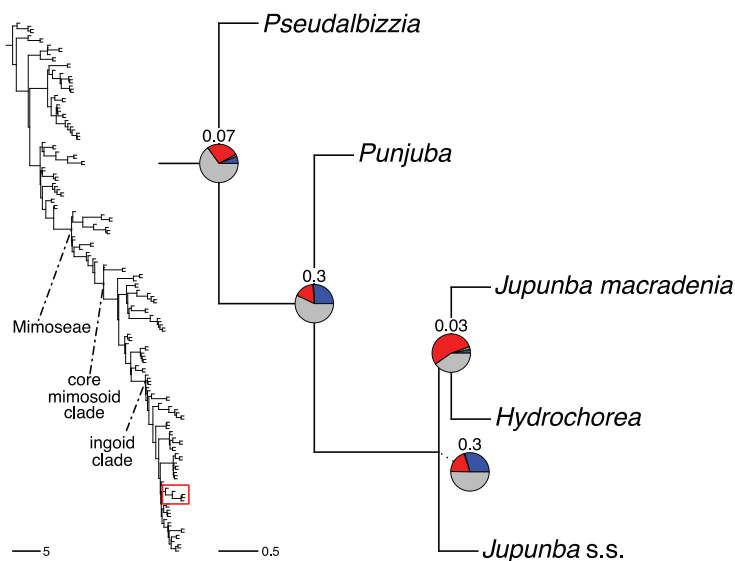 Pseudalbizzia
0.07
Punjuba
0.3
Jupunba macradenia
0.03
Mimoseae
core
mimosoid
clade
Hydrochorea
ingoid
clade
0.3
5
0.5
Jupunba s.s.